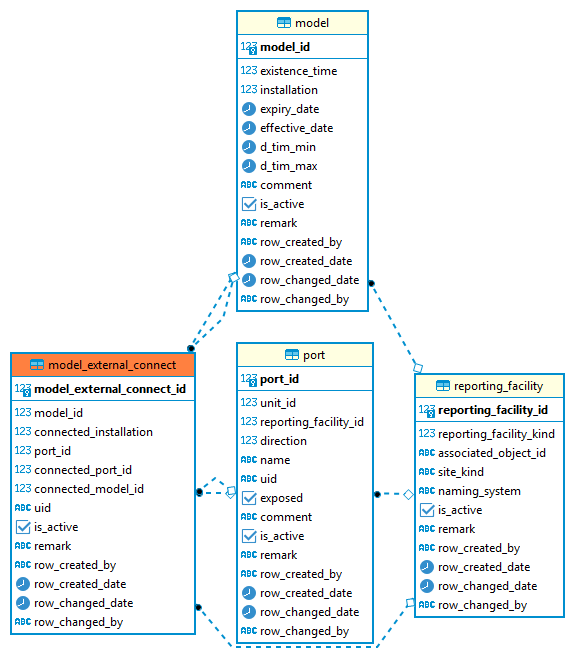 model
123 model_id
123 existence_time
123 installation
expiry_date
effective_date
d_tim_min
d_tim_max
ABC comment
is_active
ABC remark
ABC row_created_by
row_created_date
row_changed_date
ABC row_changed_by
model_external_connect
123 model_external_connect_id
123 model_id
123 connected_installation
123 port_id
123 connected_port_id
123 connected_model_id
ABC uid
is_active
ABC remark
ABC row_created_by
row_created_date
row_changed_date
ABC row_changed_by
port
123 port_id
123 unit_id
123 reporting_facility_id
123 direction
ABC name
ABC uid
exposed
ABC comment
is_active
ABC remark
ABC row_created_by
row_created_date
row_changed_date
ABC row_changed_by
reporting_facility
123 reporting_facility_id
123 reporting_facility_kind
ABC associated_object_id
ABC site_kind
ABC naming_system
is_active
ABC remark
ABC row_created_by
row_created_date
row_changed_date
ABC row_changed_by